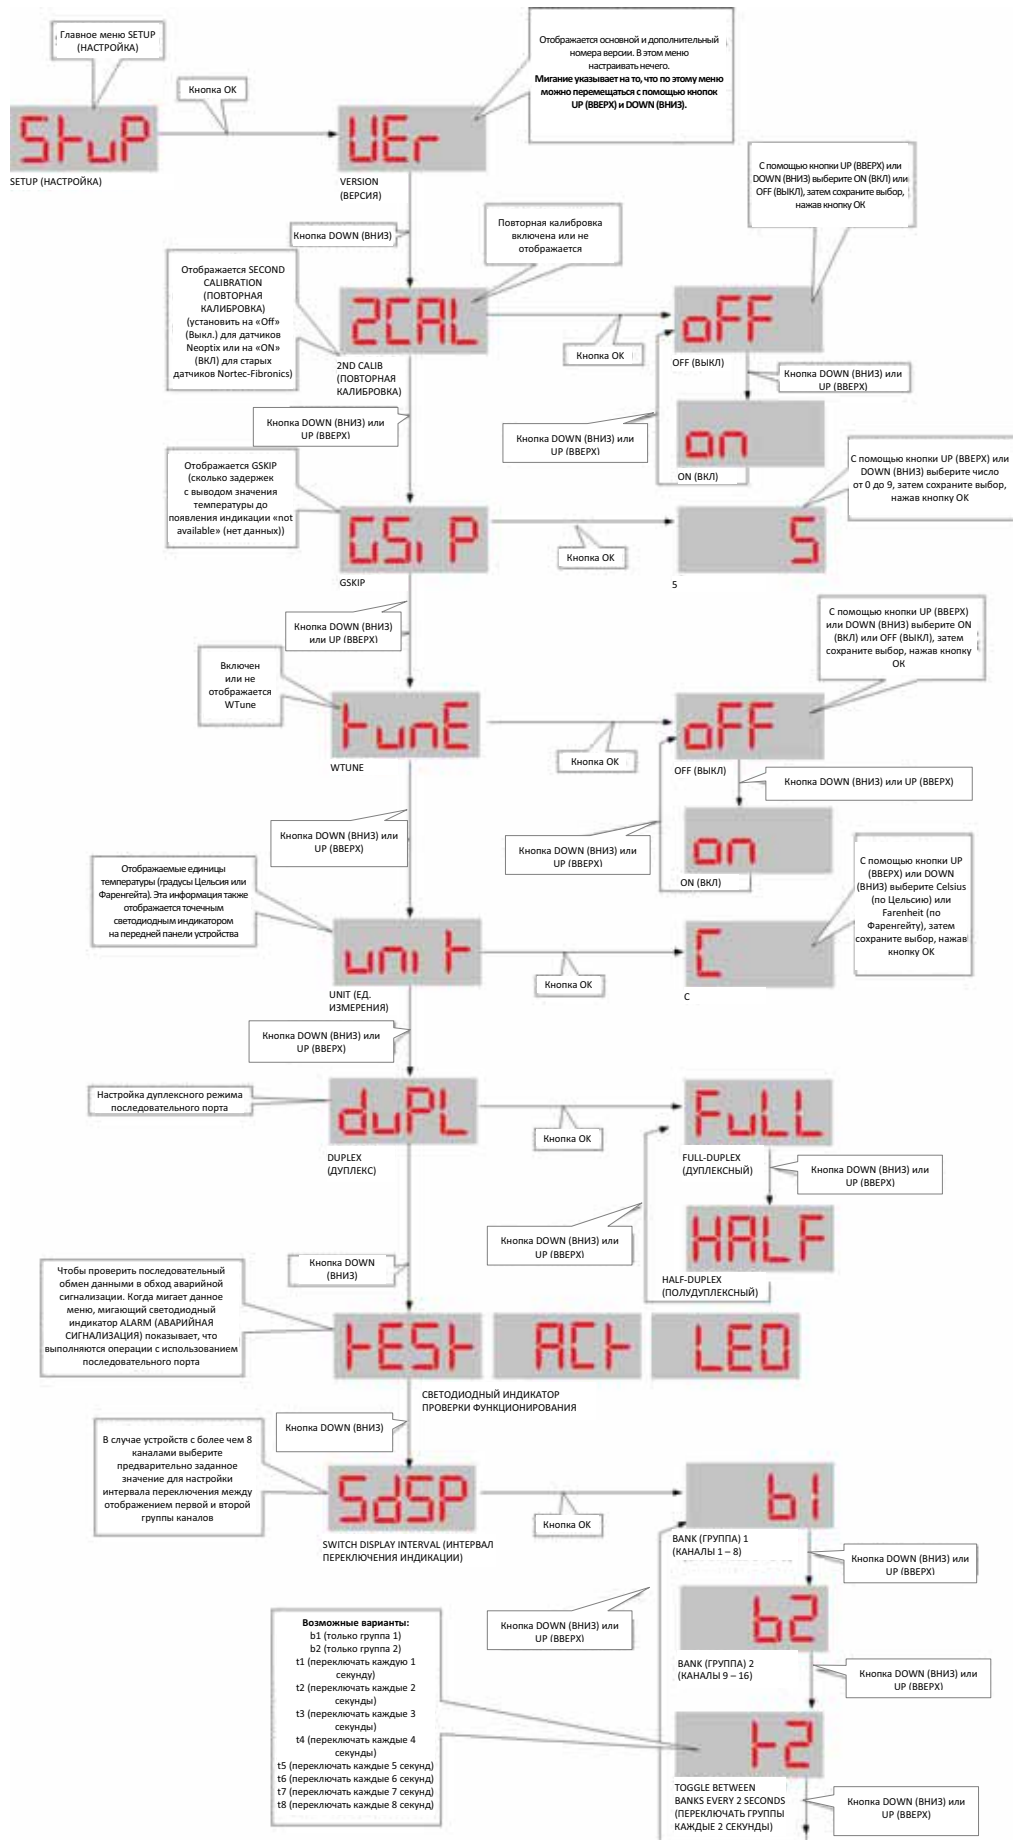 Главное меню SETUP
(НАСТРОЙКА)
Кнопка OK
Отображается основной и дополнительный
номера версии. В этом меню
настраивать нечего.
Мигание указывает на то, что по этому меню
можно перемещаться с помощью кнопок
UP (ВВЕРХ) и DOWN (ВНИЗ).
StuP
SETUP (НАСТРОЙКА)
VEr
VERSION
(ВЕРСИЯ)
С помощью кнопки UP (ВВЕРХ) или
DOWN (ВНИЗ) выберите ON (ВКЛ) или
OFF (ВЫКЛ), затем сохраните выбор,
нажав кнопку OK
Кнопка DOWN (ВНИЗ)
Повторная калибровка
включена или не
отображается
Отображается SECOND
CALIBRATION
(ПОВТОРНАЯ
КАЛИБРОВКА)
(установить на «Off»
(Выкл.) для датчиков
Neoptix или на «ON»
(ВКЛ) для старых
датчиков Nortec-Fibronics)
2CAL
2ND CALIB
(ПОВТОРНАЯ
КАЛИБРОВКА)
Кнопка OK
oFF
OFF (ВЫКЛ)
Кнопка DOWN (ВНИЗ) или
UP (ВВЕРХ)
Кнопка DOWN (ВНИЗ) или
UP (ВВЕРХ)
Кнопка DOWN (ВНИЗ) или
UP (ВВЕРХ)
on
ON (ВКЛ)
С помощью кнопки UP (ВВЕРХ) или
DOWN (ВНИЗ) выберите число
от 0 до 9, затем сохраните выбор,
нажав кнопку OK
Отображается GSKIP
(сколько задержек
с выводом значения
температуры до
появления индикации «not
available» (нет данных))
GSi P
GSKIP
Кнопка OK
5
5
Кнопка DOWN (ВНИЗ)
или UP (ВВЕРХ)
С помощью кнопки UP (ВВЕРХ)
или DOWN (ВНИЗ) выберите ON
(ВКЛ) или OFF (ВЫКЛ), затем
сохраните выбор, нажав кнопку
OK
Включен
или не
отображается
WTune
tunE
WTUNE
Кнопка OK
oFF
OFF (ВЫКЛ)
Кнопка DOWN (ВНИЗ) или UP (ВВЕРХ)
Кнопка DOWN (ВНИЗ) или
UP (ВВЕРХ)
Кнопка DOWN (ВНИЗ) или
UP (ВВЕРХ)
on
ON (ВКЛ)
С помощью кнопки UP
(ВВЕРХ) или DOWN
(ВНИЗ) выберите Celsius
(по Цельсию) или
Farenheit (по
Фаренгейту), затем
сохраните выбор, нажав
кнопку OK
Отображаемые единицы
температуры (градусы Цельсия или
Фаренгейта). Эта информация также
отображается точечным
светодиодным индикатором
на передней панели устройства
uni t
UNIT (ЕД.
ИЗМЕРЕНИЯ)
Кнопка OK
C
C
Кнопка DOWN (ВНИЗ) или
UP (ВВЕРХ)
Настройка дуплексного режима
последовательного порта
duPL
DUPLEX
(ДУПЛЕКС)
Кнопка OK
FuLL
FULL-DUPLEX
(ДУПЛЕКСНЫЙ)
Кнопка DOWN (ВНИЗ) или
UP (ВВЕРХ)
Кнопка DOWN (ВНИЗ) или
UP (ВВЕРХ)
HALF
HALF-DUPLEX
(ПОЛУДУПЛЕКСНЫЙ)
Кнопка DOWN
(ВНИЗ)
Чтобы проверить последовательный
обмен данными в обход аварийной
сигнализации. Когда мигает данное
меню, мигающий светодиодный
индикатор ALARM (АВАРИЙНАЯ
СИГНАЛИЗАЦИЯ) показывает, что
выполняются операции с использованием
последовательного порта
tESt ACt LED
СВЕТОДИОДНЫЙ ИНДИКАТОР
ПРОВЕРКИ ФУНКЦИОНИРОВАНИЯ
Кнопка DOWN (ВНИЗ)
В случае устройств с более чем 8
каналами выберите
предварительно заданное
значение для настройки
интервала переключения между
отображением первой и второй
группы каналов
SdSP
SWITCH DISPLAY INTERVAL (ИНТЕРВАЛ
ПЕРЕКЛЮЧЕНИЯ ИНДИКАЦИИ)
Кнопка OK
b1
BANK (ГРУППА) 1
(КАНАЛЫ 1 – 8)
Кнопка DOWN (ВНИЗ) или
UP (ВВЕРХ)
Кнопка DOWN (ВНИЗ) или
UP (ВВЕРХ)
b2
BANK (ГРУППА) 2
(КАНАЛЫ 9 – 16)
Кнопка DOWN (ВНИЗ) или
UP (ВВЕРХ)
Возможные варианты:
b1 (только группа 1)
b2 (только группа 2)
t1 (переключать каждую 1
секунду)
t2 (переключать каждые 2
секунды)
t3 (переключать каждые 3
секунды)
t4 (переключать каждые 4
секунды)
t5 (переключать каждые 5 секунд)
t6 (переключать каждые 6 секунд)
t7 (переключать каждые 7 секунд)
t8 (переключать каждые 8 секунд)
t2
TOGGLE BETWEEN
BANKS EVERY 2 SECONDS
(ПЕРЕКЛЮЧАТЬ ГРУППЫ
КАЖДЫЕ 2 СЕКУНДЫ)
Кнопка DOWN (ВНИЗ) или
UP (ВВЕРХ)